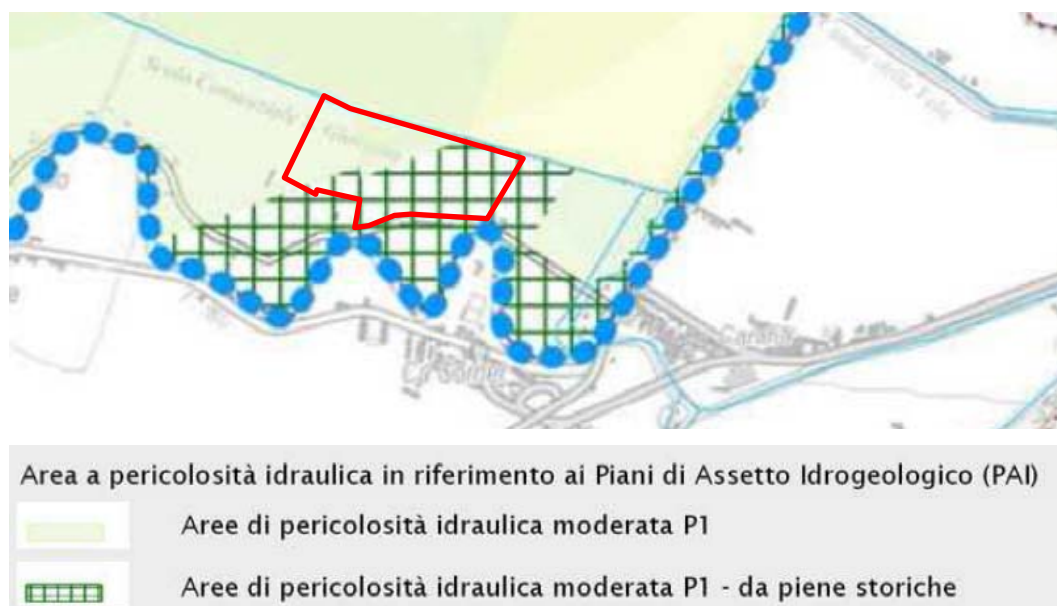 Area a pericolosità idraulica in riferimento ai Piani di Assetto Idrogeologico (PAI)
Aree di pericolosità idraulica moderata P1
Aree di pericolosità idraulica moderata P1 - da piene storiche